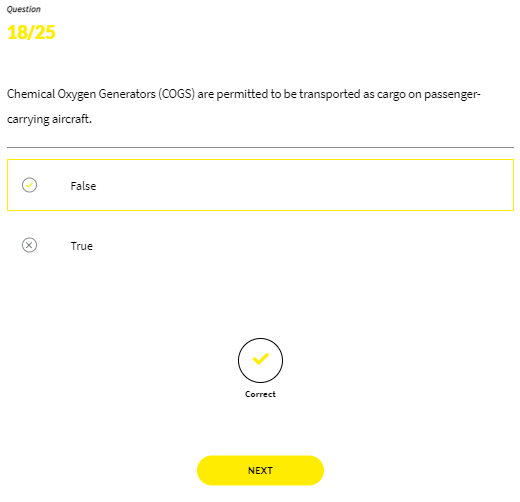 Question
18/25
Chemical Oxygen Generators (COGS) are permitted to be transported as cargo on passenger-
carrying aircraft.
False
True
Correct
NEXT